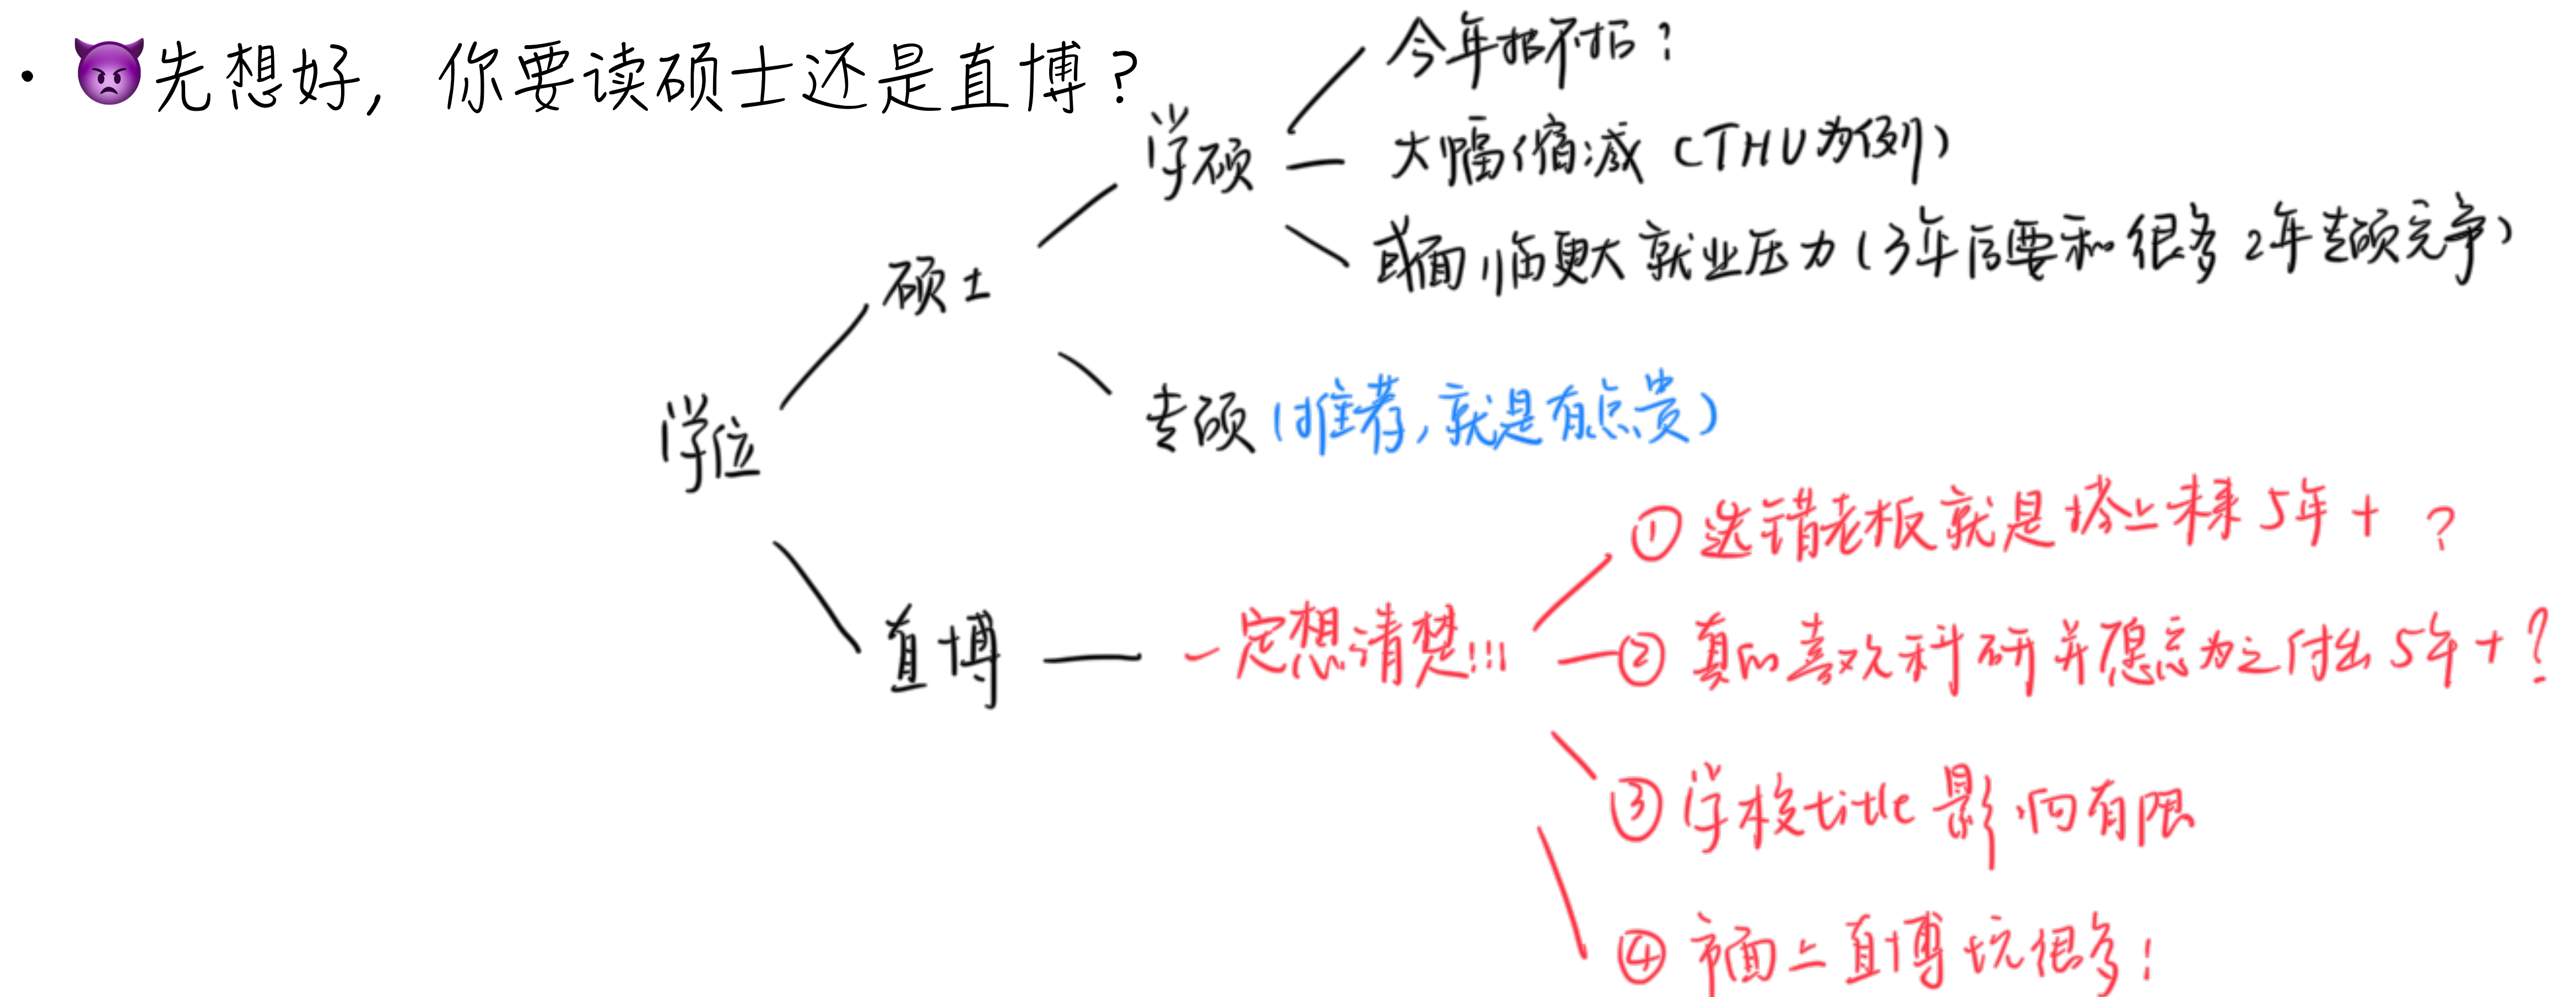 · 👿先想好，你要读硕士还是直博？
今年招不招？
学硕
大幅缩减（THU为例）
或面临更大就业压力（3年后要和很多2年专硕竞争）
硕士
专硕（推荐，就是有点贵）
学位
①选错老板就是搭上未来5年+？
直博
一定想清楚!!!
②真的喜欢科研并愿意为之付出5年+？
③学校title影响有限
④市面上直博坑很多！